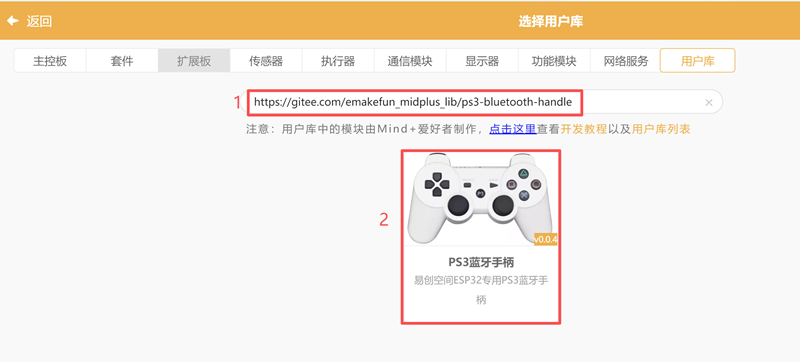 返回
选择用户库
主控板 套件 扩展板 传感器 执行器 通信模块 显示器 功能模块 网络服务 用户库
1 https://gitee.com/emakefun_midplus_lib/ps3-bluetooth-handle ×
注意：用户库中的模块由Mind+爱好者制作，点击这里查看开发教程以及用户库列表
2
v0.0.4
PS3蓝牙手柄
易创空间ESP32专用PS3蓝牙手
柄